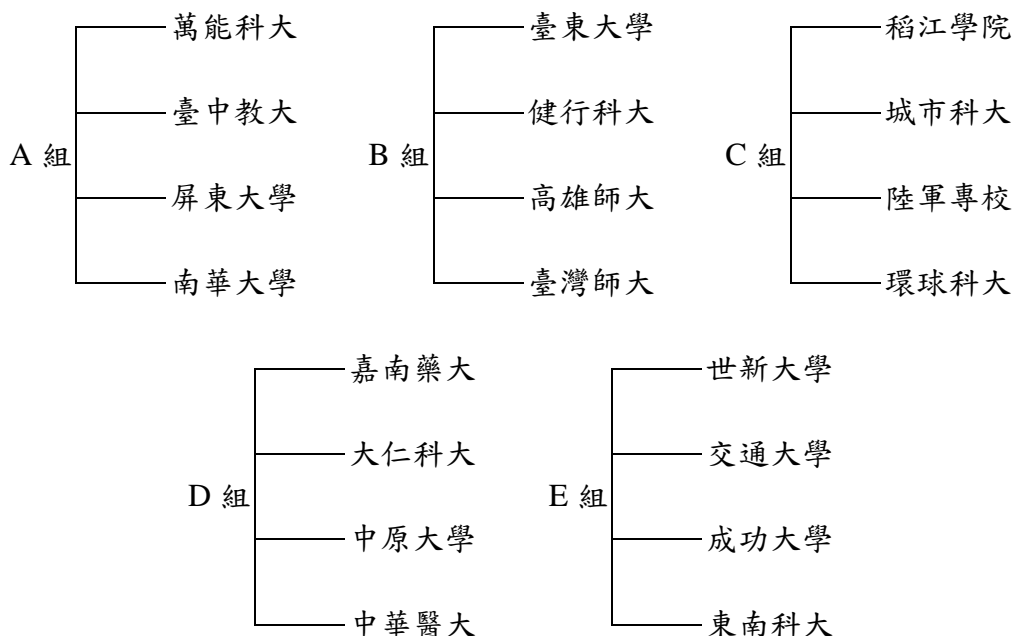 萬能科大
臺中教大
A 組
屏東大學
南華大學
臺東大學
健行科大
B 組
高雄師大
臺灣師大
稻江學院
城市科大
C 組
陸軍專校
環球科大
嘉南藥大
大仁科大
D 組
中原大學
中華醫大
世新大學
交通大學
E 組
成功大學
東南科大